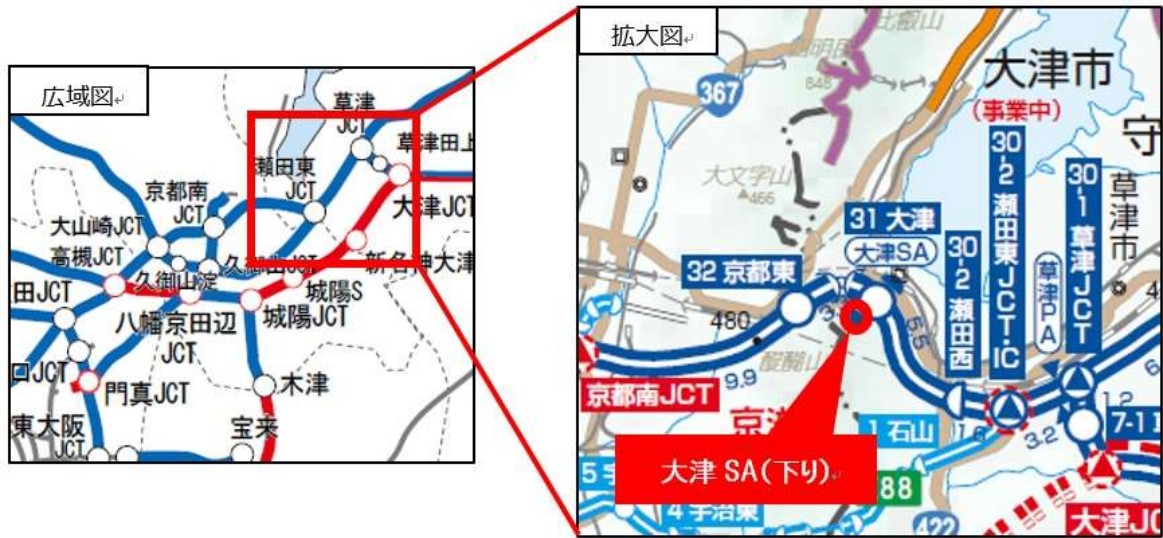 広域図
草津
JCT
草津田上
瀬田東
JCT
大津JCT
京都南
JCT
大山崎JCT
高槻JCT
久御山淀
久御山JCT
新名神大津
城陽S
城陽JCT
八幡京田辺
JCT
田JCT
口JCT
門真JCT
木津
東大阪
JCT
宝来
拡大図
比叡山
848
367
大津市
(事業中)
守
大文字山
466
31 大津
大津SA
32 京都東
30-2 瀬田西
30-2 瀬田東JCT・IC
30-1 草津JCT
草津PA
草津市
480
5.5
9.9
醍醐山
京都南JCT
1.6
3.2
1.2
7-1
1 石山
大津 SA(下り)
88
4 宇治東
422
大津JC